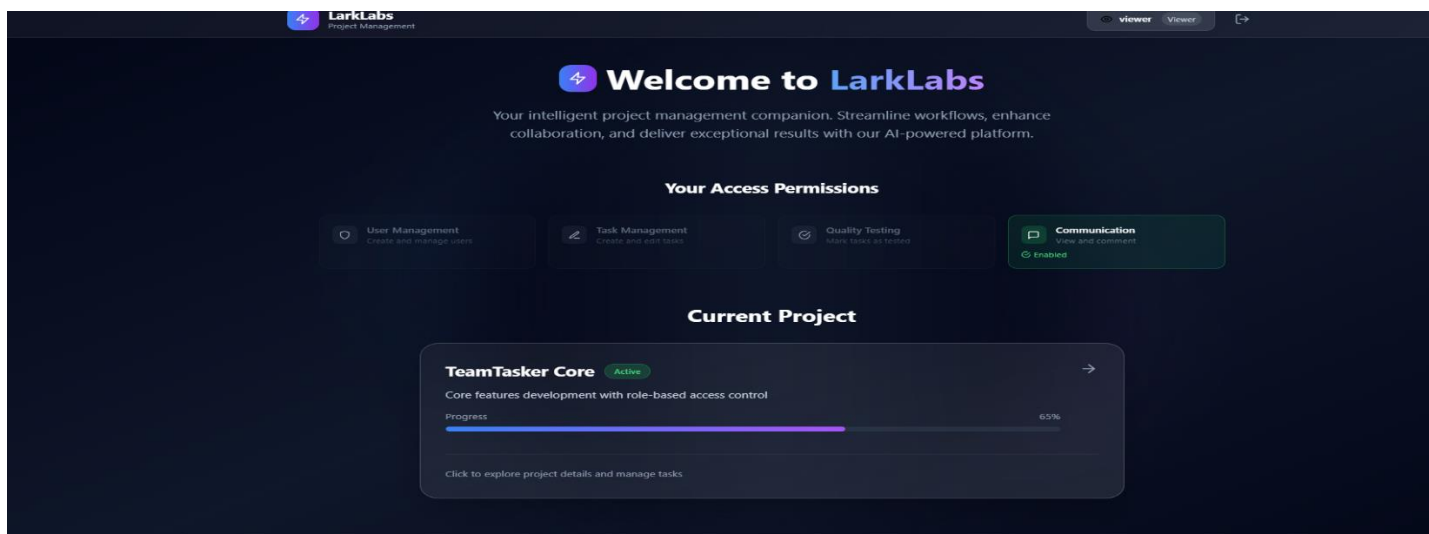 LarkLabs
Project Management
viewer Viewer
Welcome to LarkLabs
Your intelligent project management companion. Streamline workflows, enhance
collaboration, and deliver exceptional results with our AI-powered platform.
Your Access Permissions
User Management
Create and manage users
Task Management
Create and edit tasks
Quality Testing
Mark tasks as tested
Communication
View and comment
Enabled
Current Project
TeamTasker Core Active
Core features development with role-based access control
Progress 65%
Click to explore project details and manage tasks